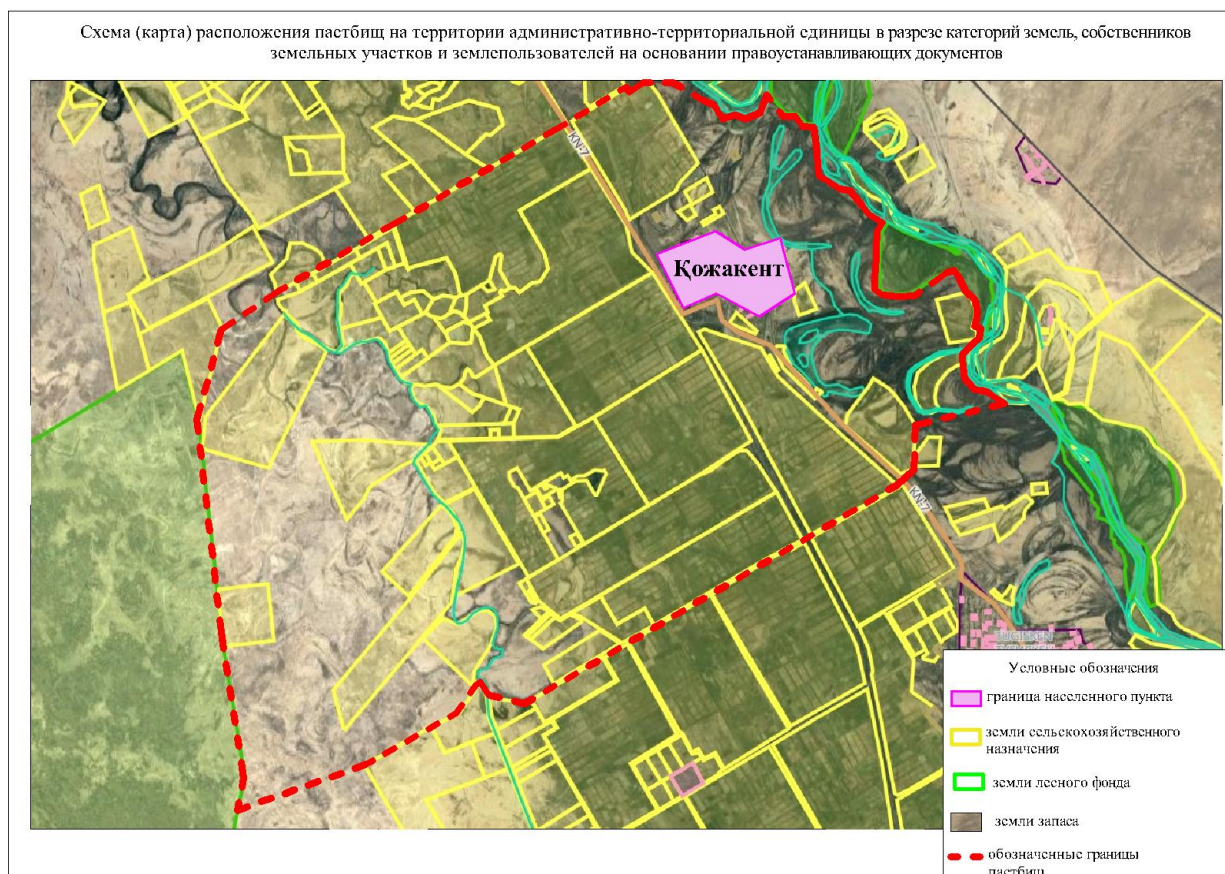 Схема (карта) расположения пастбищ на территории административно-территориальной единицы в разрезе категорий земель, собственников
земельных участков и землепользователей на основании правоустанавливающих документов
KN-7
Қожакент
KN-7
Условные обозначения
граница населенного пункта
земли сельскохозяйственного
назначения
земли лесного фонда
земли запаса
обозначенные границы
пастбищ